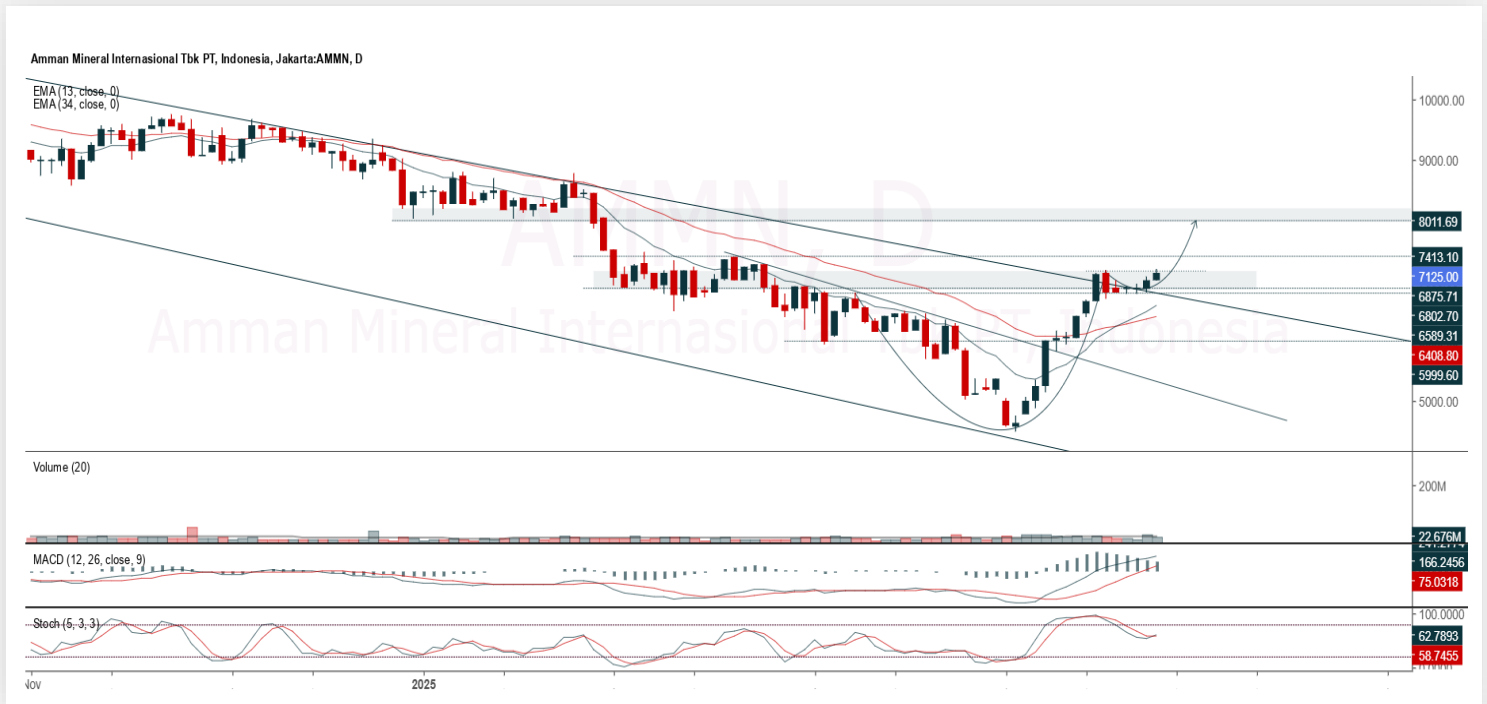 Amman Mineral Internasional Tbk PT, Indonesia, Jakarta:AMMN, D
EMA (13, close, 0)
EMA (34, close, 0)
AMMN, D
Amman Mineral Internasional Tbk PT, Indonesia
10000.00
9000.00
8011.69
7413.10
7125.00
6875.71
6802.70
6589.31
6408.80
5999.60
5000.00
Volume (20)
200M
22.676M
MACD (12, 26, close, 9)
166.2456
75.0318
Stoch (5, 3, 3)
100.0000
62.7893
58.7455
Nov
2025